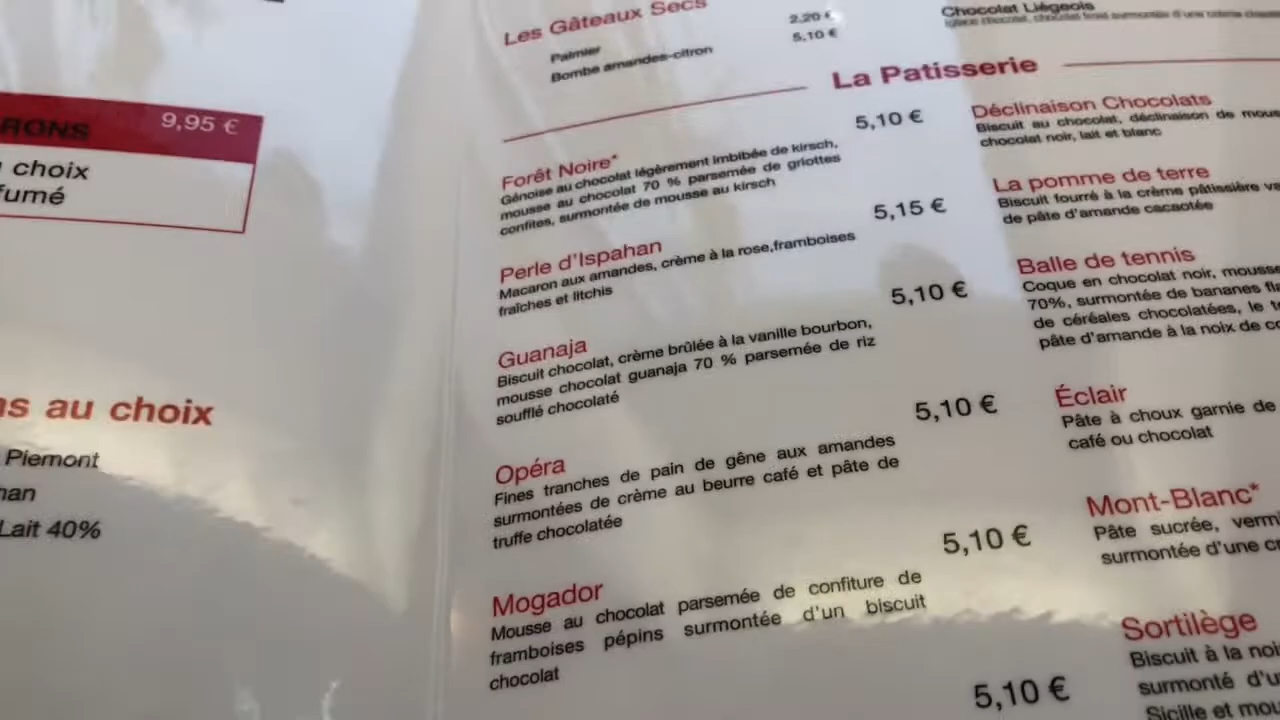 9,95 €
choix
Piemont
Lait 40%
Les Gâteaux Secs
Palmier
2,20 €
Bombe amandes-citron
5,10 €
Chocolat Liégeois
La Patisserie
5,10 €
Forêt Noire*
Génoise au chocolat légèrement imbibée de kirsch,
mousse au chocolat 70 % parsemée de griottes
confites, surmontée de mousse au kirsch
5,15 €
Perle d'Ispahan
Macaron aux amandes, crème à la rose,framboises
fraîches et litchis
5,10 €
Guanaja
Biscuit chocolat, crème brûlée à la vanille bourbon,
mousse chocolat guanaja 70 % parsemée de riz
soufflé chocolaté
5,10 €
Opéra
Fines tranches de pain de gêne aux amandes
surmontées de crème au beurre café et pâte de
truffe chocolatée
5,10 €
Mogador
Mousse au chocolat parsemée de confiture de
framboises pépins surmontée d'un biscuit
chocolat
5,10 €
Déclinaison Chocolats
Biscuit au chocolat, déclinaison de
chocolat noir, lait et blanc
La pomme de terre
Biscuit fourré à la crème pâtissière
de pâte d'amande cacaotée
Balle de tennis
Coque en chocolat noir, mousse
70%, surmontée de bananes
de céréales chocolatées, le
pâte d'amande à la noix de
Éclair
Pâte à choux garnie de
café ou chocolat
Mont-Blanc*
Pâte sucrée,
surmontée d'une
Sortilège
Biscuit à la
surmonté
Sicille et
au choix